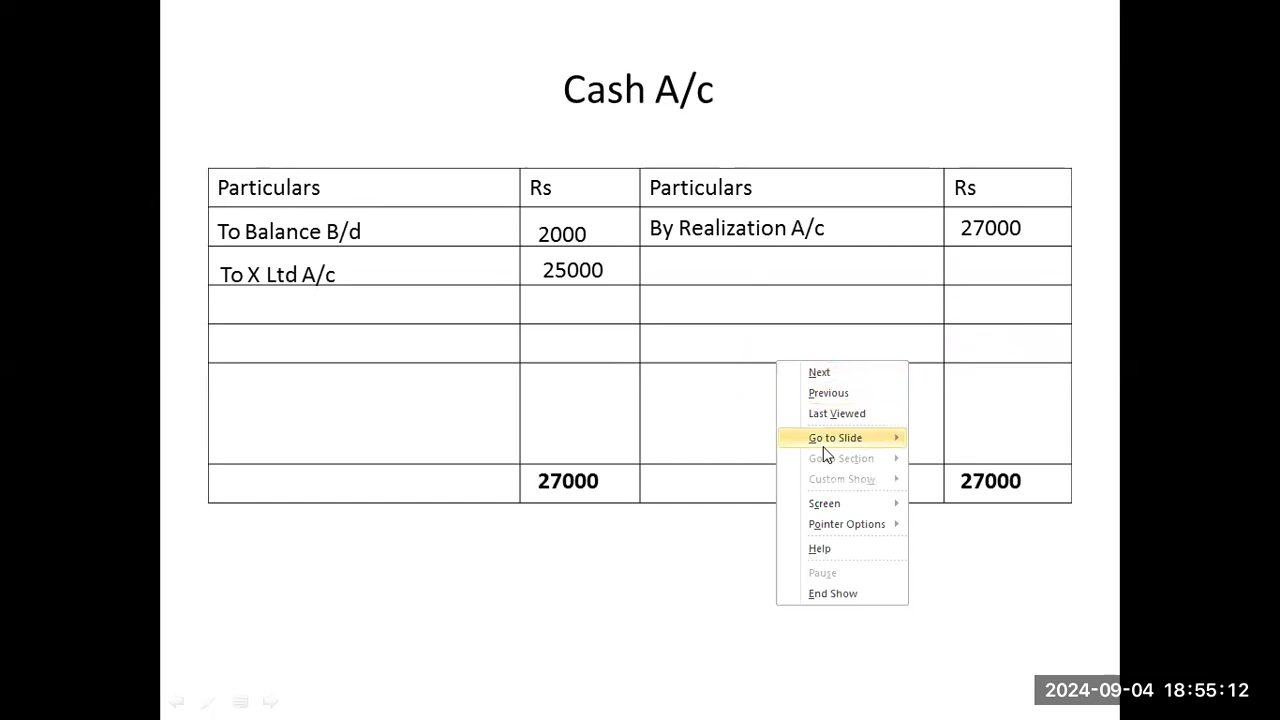 Cash A/c
Particulars Rs Particulars Rs
To Balance B/d 2000 By Realization A/c 27000
To X Ltd A/c 25000
Next
Previous
Last Viewed
Go to Slide
Go to Section
Custom Show
27000 27000
Screen
Pointer Options
Help
Pause
End Show
2024-09-04 18:55:12